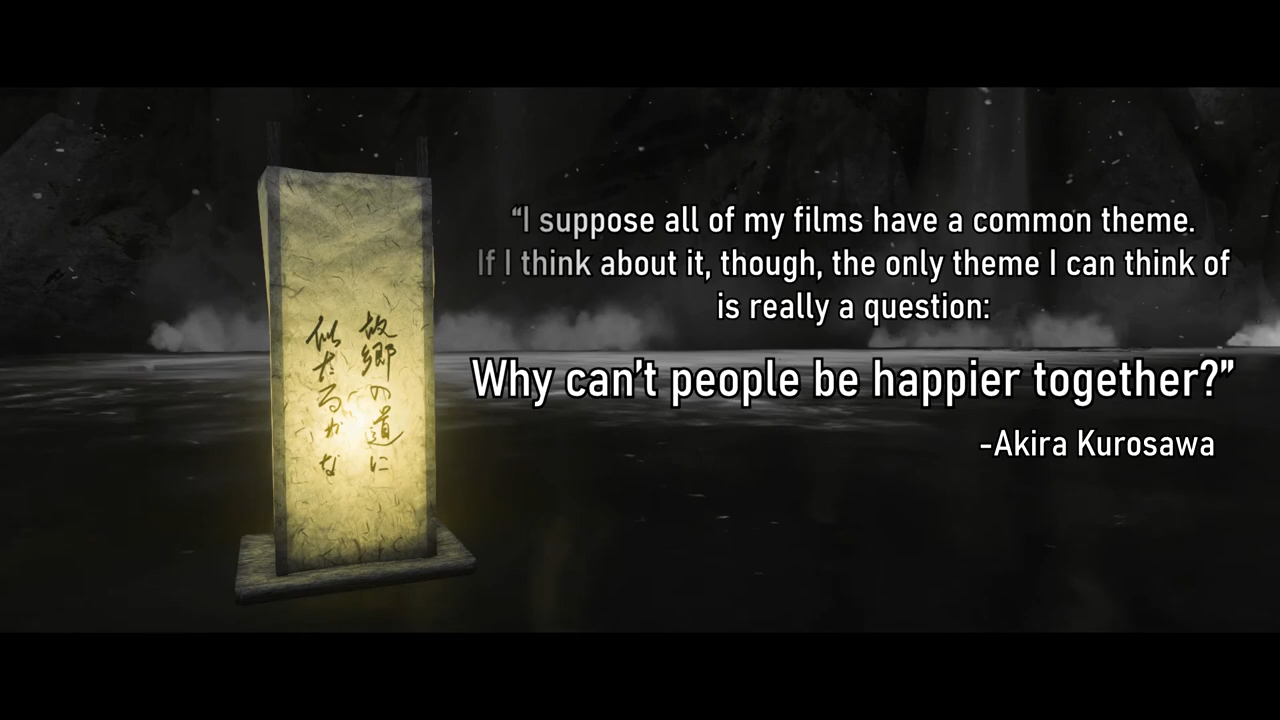 故郷の道に
似たるかな
“I suppose all of my films have a common theme.
If I think about it, though, the only theme I can think of
is really a question:
Why can’t people be happier together?”
-Akira Kurosawa